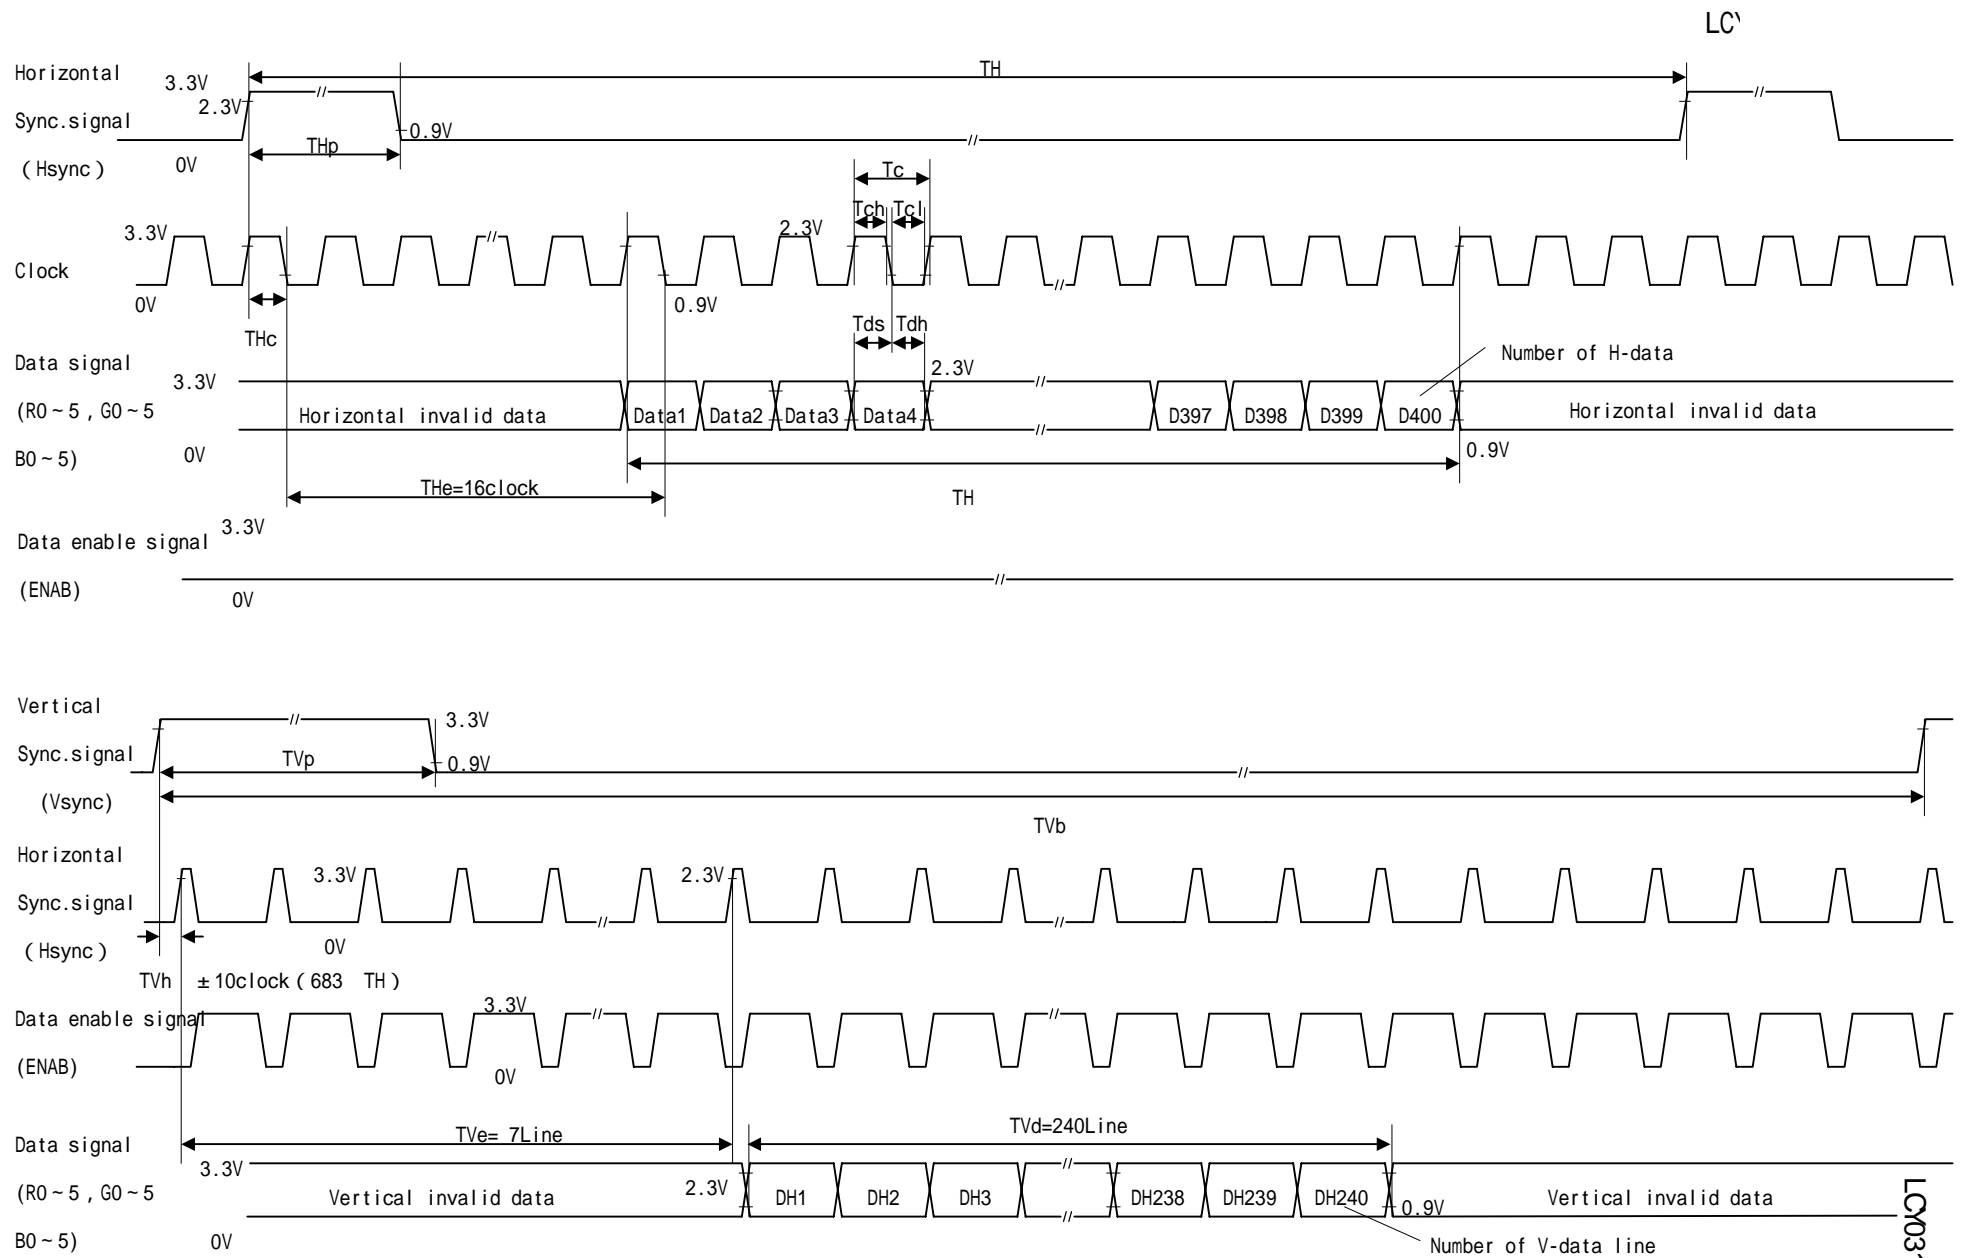 LCY
Horizontal
3.3V
TH
2.3V
Sync.signal
0.9V
THp
(Hsync)
0V
Tc
Tch
Tcl
3.3V
2.3V
Clock
0V
0.9V
THc
Tds
Tdh
Number of H-data
Data signal
3.3V
2.3V
(R0~5,G0~5
Horizontal invalid data
Data1
Data2
Data3
Data4
D397
D398
D399
D400
Horizontal invalid data
B0~5)
0V
0.9V
THe=16clock
TH
3.3V
Data enable signal
(ENAB)
0V
Vertical
3.3V
Sync.signal
TVp
0.9V
(Vsync)
TVb
Horizontal
3.3V
2.3V
Sync.signal
(Hsync)
0V
TVh ±10clock(683 TH)
3.3V
Data enable signal
(ENAB)
0V
TVe= 7Line
TVd=240Line
Data signal
3.3V
2.3V
(R0~5,G0~5
Vertical invalid data
DH1
DH2
DH3
DH238
DH239
DH240
0.9V
Vertical invalid data
B0~5)
0V
Number of V-data line
LCY03